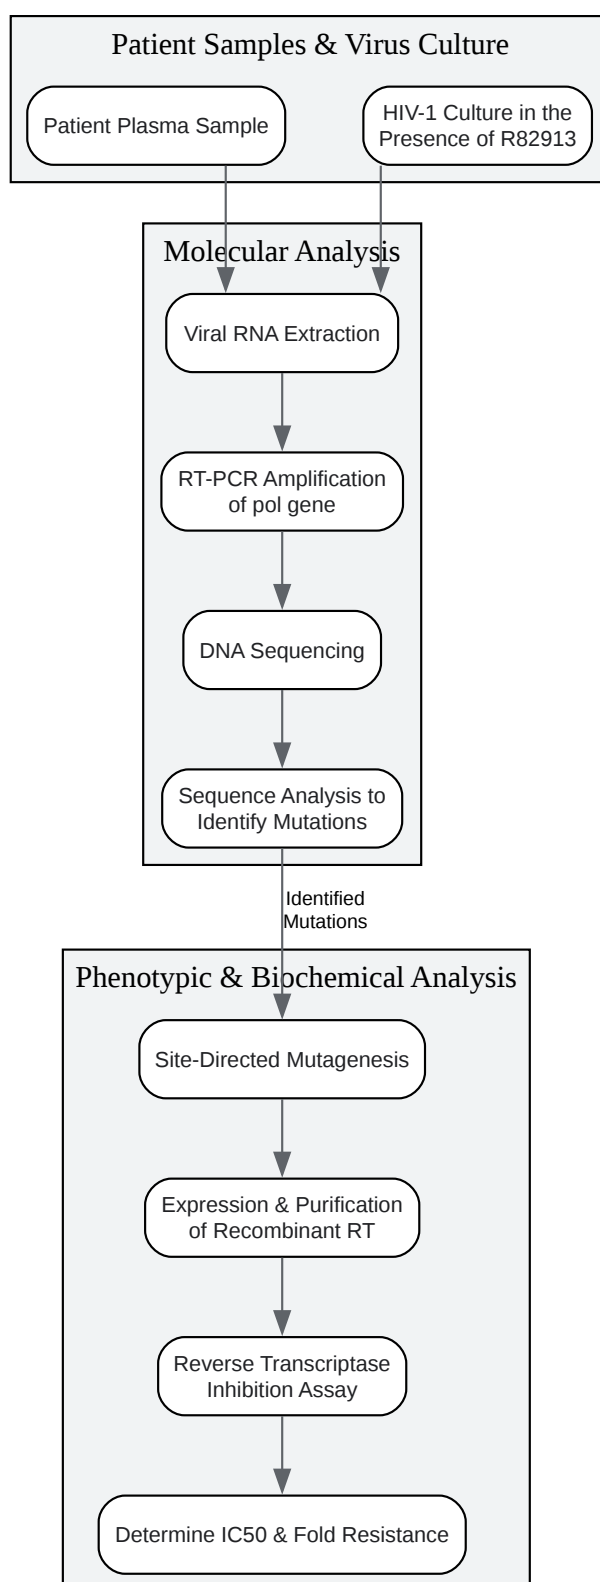 Patient Samples & Virus Culture
Patient Plasma Sample
HIV-1 Culture in the
Presence of R82913
Molecular Analysis
Viral RNA Extraction
RT-PCR Amplification
of pol gene
DNA Sequencing
Sequence Analysis to
Identify Mutations
Identified
Mutations
Phenotypic & Biochemical Analysis
Site-Directed Mutagenesis
Expression & Purification
of Recombinant RT
Reverse Transcriptase
Inhibition Assay
Determine IC50 & Fold Resistance